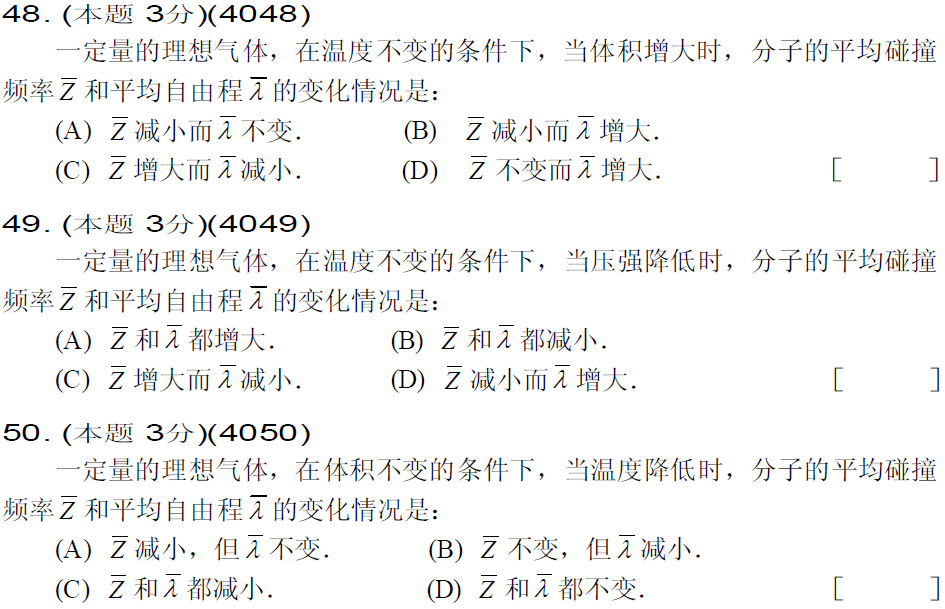 48. (本题 3分)(4048)
一定量的理想气体，在温度不变的条件下，当体积增大时，分子的平均碰撞
频率 Z̄ 和平均自由程 λ̄ 的变化情况是：
(A) Z̄ 减小而 λ̄ 不变． (B) Z̄ 减小而 λ̄ 增大．
(C) Z̄ 增大而 λ̄ 减小． (D) Z̄ 不变而 λ̄ 增大． [ ]
49. (本题 3分)(4049)
一定量的理想气体，在温度不变的条件下，当压强降低时，分子的平均碰撞
频率 Z̄ 和平均自由程 λ̄ 的变化情况是：
(A) Z̄ 和 λ̄ 都增大． (B) Z̄ 和 λ̄ 都减小．
(C) Z̄ 增大而 λ̄ 减小． (D) Z̄ 减小而 λ̄ 增大． [ ]
50. (本题 3分)(4050)
一定量的理想气体，在体积不变的条件下，当温度降低时，分子的平均碰撞
频率 Z̄ 和平均自由程 λ̄ 的变化情况是：
(A) Z̄ 减小，但 λ̄ 不变． (B) Z̄ 不变，但 λ̄ 减小．
(C) Z̄ 和 λ̄ 都减小． (D) Z̄ 和 λ̄ 都不变． [ ]